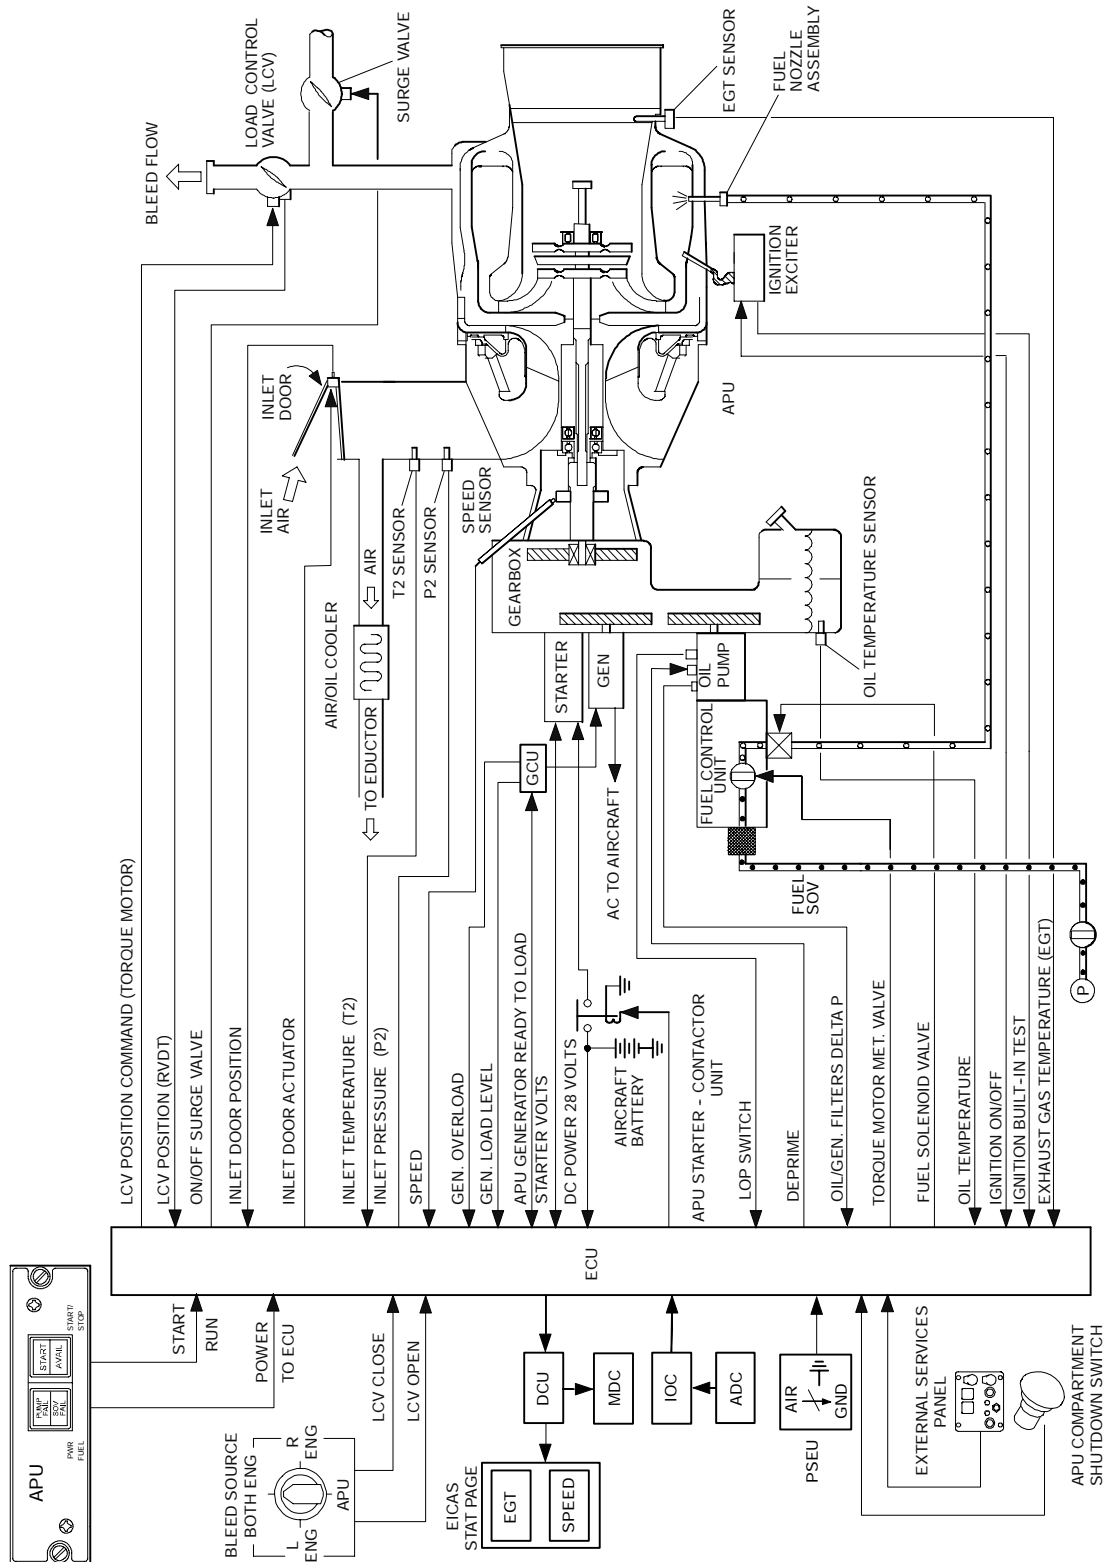 BLEED FLOW
LOAD CONTROL
VALVE (LCV)
SURGE VALVE
EGT SENSOR
FUEL
NOZZLE
ASSEMBLY
IGNITION
EXCITER
APU
INLET
DOOR
INLET
AIR
AIR
AIR/OIL COOLER
TO EDUCTOR
T2 SENSOR
P2 SENSOR
SPEED
SENSOR
GEARBOX
STARTER
GEN
GCU
AC TO AIRCRAFT
OIL
PUMP
FUEL CONTROL
UNIT
OIL TEMPERATURE SENSOR
FUEL
SOV
P
LCV POSITION COMMAND (TORQUE MOTOR)
LCV POSITION (RVDT)
ON/OFF SURGE VALVE
INLET DOOR POSITION
INLET DOOR ACTUATOR
INLET TEMPERATURE (T2)
INLET PRESSURE (P2)
SPEED
GEN. OVERLOAD
GEN. LOAD LEVEL
APU GENERATOR READY TO LOAD
STARTER VOLTS
DC POWER 28 VOLTS
AIRCRAFT
BATTERY
APU STARTER - CONTACTOR
UNIT
LOP SWITCH
DEPRIME
OIL/GEN. FILTERS DELTA P
TORQUE MOTOR MET. VALVE
FUEL SOLENOID VALVE
OIL TEMPERATURE
IGNITION ON/OFF
IGNITION BUILT-IN TEST
EXHAUST GAS TEMPERATURE (EGT)
ECU
APU
PWR
FUEL
PUMP
FAIL
SOV
FAIL
START
AVAIL
START/
STOP
START
RUN
POWER
TO ECU
LCV CLOSE
LCV OPEN
BLEED SOURCE
BOTH ENG
L
ENG
R
ENG
APU
EICAS
STAT PAGE
EGT
SPEED
DCU
MDC
IOC
ADC
AIR
GND
PSEU
EXTERNAL SERVICES
PANEL
APU COMPARTMENT
SHUTDOWN SWITCH